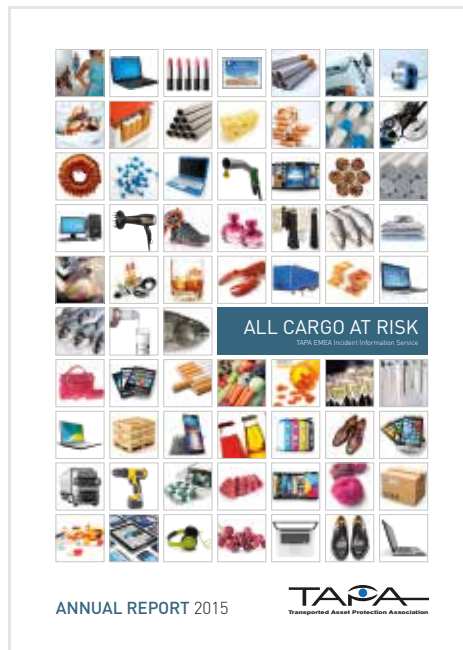 ALL CARGO AT RISK
TAPA EMEA Incident Information Service
ANNUAL REPORT 2015
TAPA
Transported Asset Protection Association